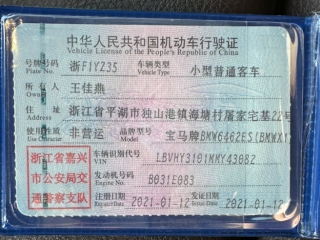 中华人民共和国机动车行驶证
Vehicle License of the People's Republic of China
号牌号码 浙F1YZ35 车辆类型 小型普通客车
Plate No. Vehicle Type
所有人 王佳燕
Owner
住址 浙江省平湖市独山港镇海塘村屠家宅基22号
Address
使用性质 非营运 品牌型号 宝马牌BMW6462ES(BMWX1)
Use Character Model
浙江省嘉兴
市公安局交
通警察支队
车辆识别代号 LBVHY3101MMY43082
VIN
发动机号码 B031E083
Engine No.
注册日期 2021-01-12 发证日期 2021-01-12
Register Date Issue Date